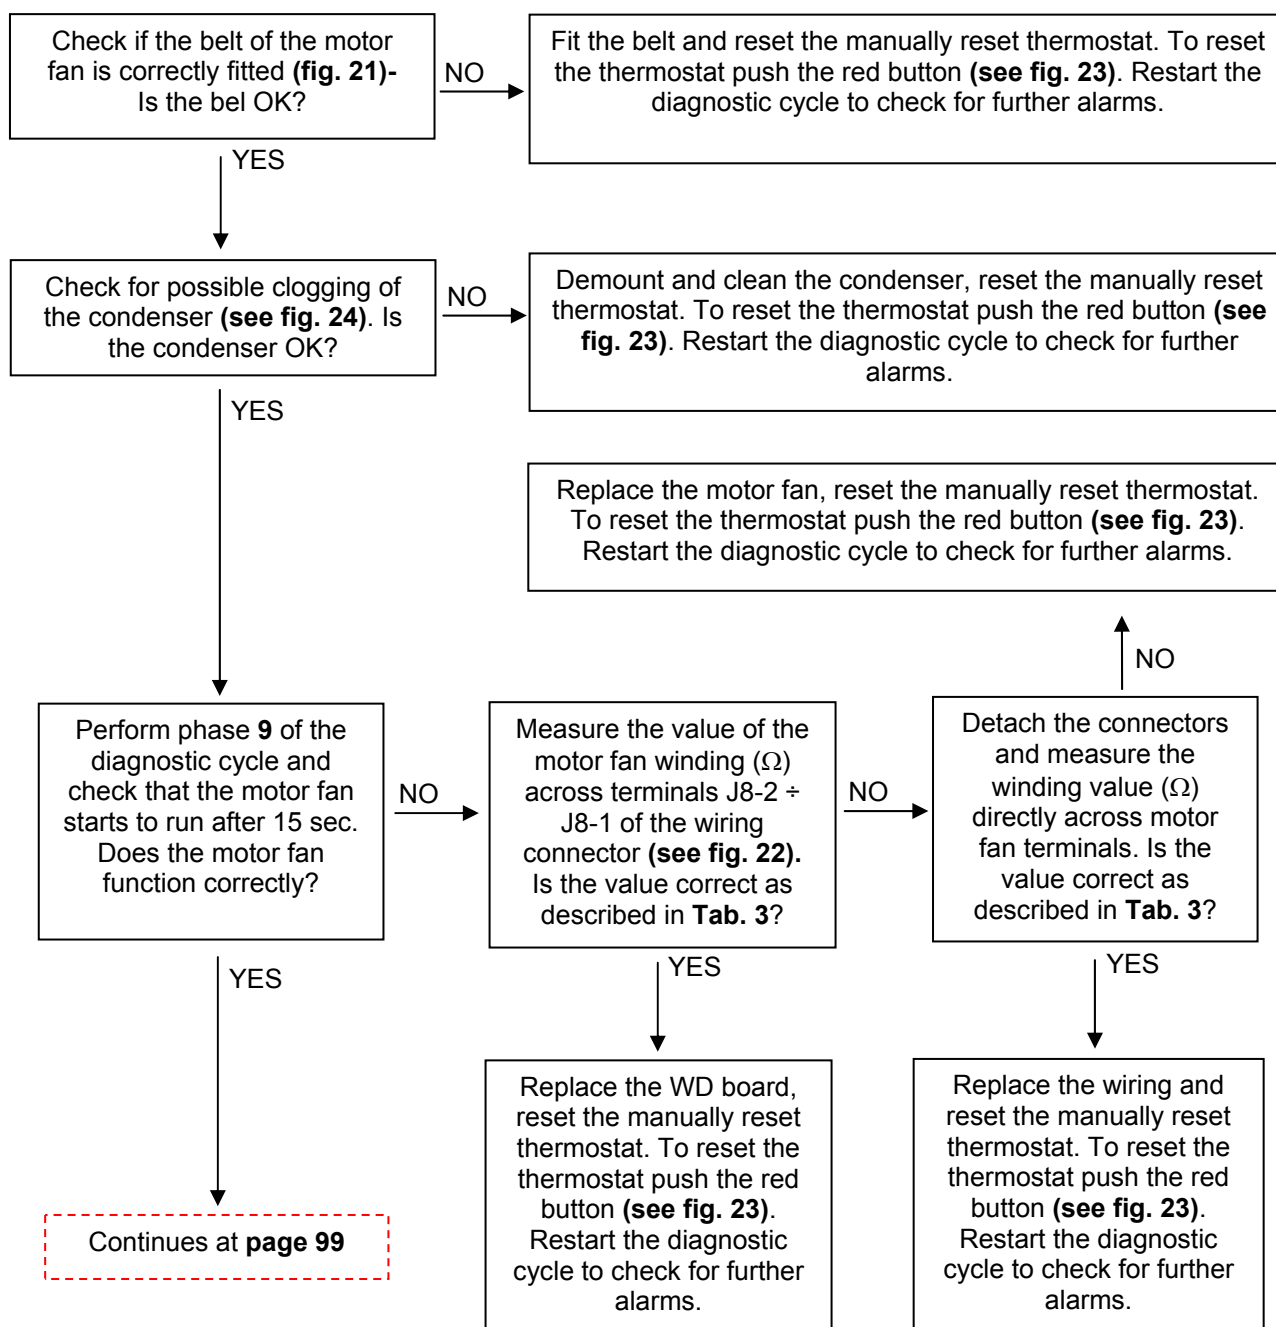 Check if the belt of the motor
fan is correctly fitted (fig. 21)-
Is the bel OK?
NO
Fit the belt and reset the manually reset thermostat. To reset
the thermostat push the red button (see fig. 23). Restart the
diagnostic cycle to check for further alarms.
YES
Check for possible clogging of
the condenser (see fig. 24). Is
the condenser OK?
NO
Demount and clean the condenser, reset the manually reset
thermostat. To reset the thermostat push the red button (see
fig. 23). Restart the diagnostic cycle to check for further
alarms.
YES
Replace the motor fan, reset the manually reset thermostat.
To reset the thermostat push the red button (see fig. 23).
Restart the diagnostic cycle to check for further alarms.
NO
Perform phase 9 of the
diagnostic cycle and
check that the motor fan
starts to run after 15 sec.
Does the motor fan
function correctly?
NO
Measure the value of the
motor fan winding (Ω)
across terminals J8-2 ÷
J8-1 of the wiring
connector (see fig. 22).
Is the value correct as
described in Tab. 3?
NO
Detach the connectors
and measure the
winding value (Ω)
directly across motor
fan terminals. Is the
value correct as
described in Tab. 3?
YES
YES
YES
Continues at page 99
Replace the WD board,
reset the manually reset
thermostat. To reset the
thermostat push the red
button (see fig. 23).
Restart the diagnostic
cycle to check for further
alarms.
Replace the wiring and
reset the manually reset
thermostat. To reset the
thermostat push the red
button (see fig. 23).
Restart the diagnostic
cycle to check for further
alarms.